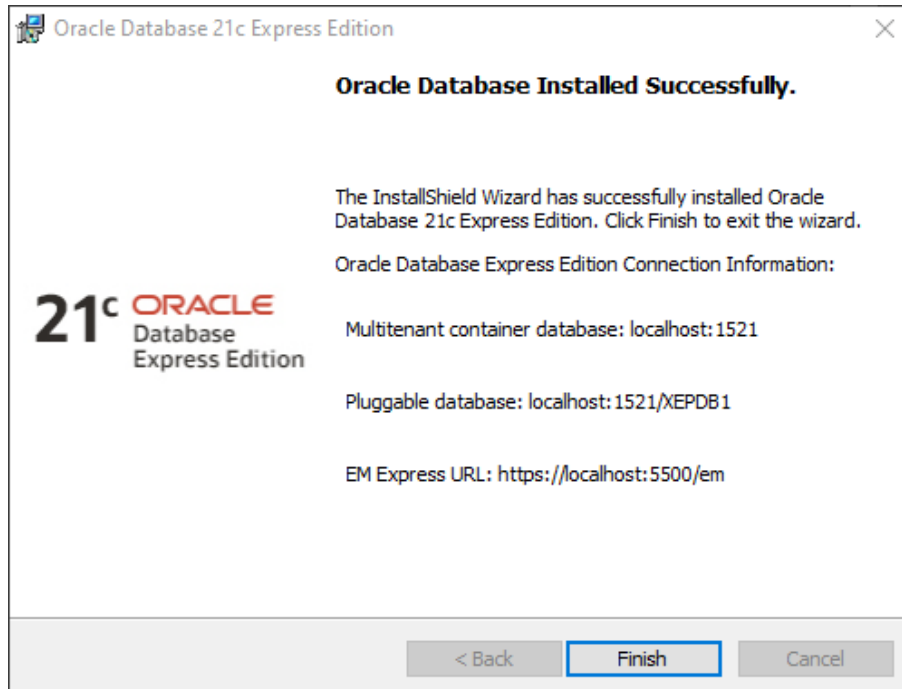 Oracle Database 21c Express Edition
Oracle Database Installed Successfully.
The InstallShield Wizard has successfully installed Oracle
Database 21c Express Edition. Click Finish to exit the wizard.
Oracle Database Express Edition Connection Information:
21c ORACLE
Database
Express Edition
Multitenant container database: localhost:1521
Pluggable database: localhost:1521/XEPDB1
EM Express URL: https://localhost:5500/em
< Back
Finish
Cancel